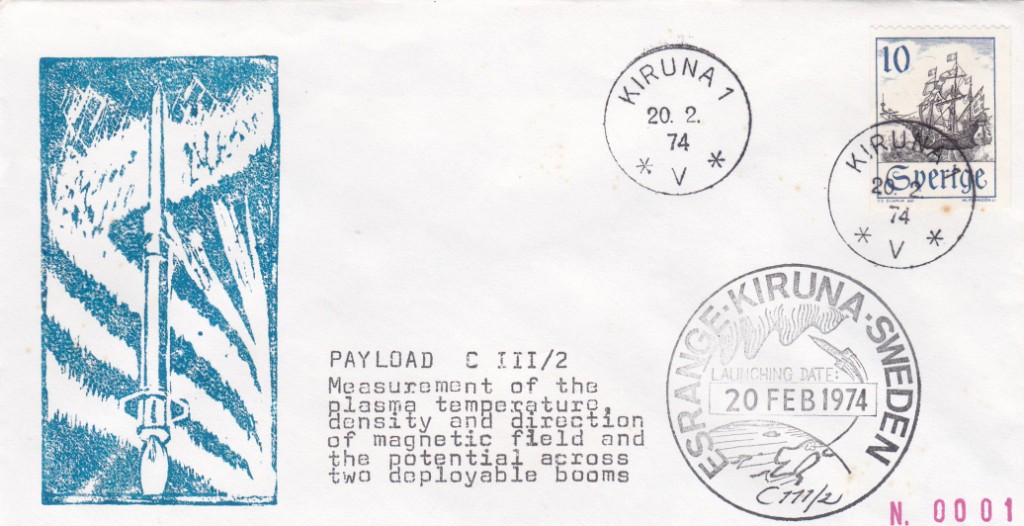 KIRUNA 1
20. 2.
74
* V *
10
Sverige
KIRUNA 1
20. 2.
74
* V *
ESRANGE·KIRUNA·SWEDEN
LAUNCHING DATE:
20 FEB 1974
C III/2
PAYLOAD C III/2
Measurement of the
plasma temperature,
density and direction
of magnetic field and
the potential across
two deployable booms
N. 0001